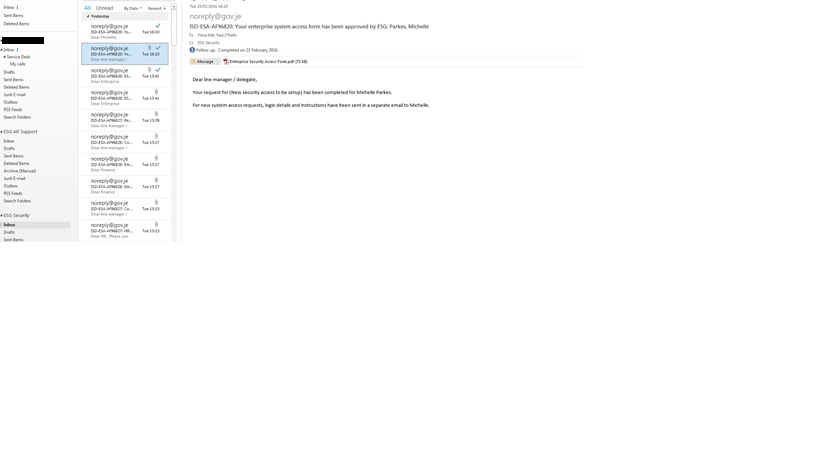 Inbox 1
Sent Items
Deleted Items
Inbox 1
Service Desk
My calls
Drafts
Sent Items
Deleted Items
Junk E-mail
Outbox
RSS Feeds
Search Folders
ESG AR Support
Inbox
Drafts
Sent Items
Deleted Items
Archive (Manual)
Junk E-mail
Outbox
RSS Feeds
Search Folders
ESG Security
Inbox
Drafts
Sent Items
All Unread By Date Newest
Yesterday
noreply@gov.je
ISD-ESA-AF96820: Yo... Tue 16:10
Dear Michelle,
noreply@gov.je
ISD-ESA-AF96820: Yo... Tue 16:10
Dear line manager /
noreply@gov.je
ISD-ESA-AF96820: ES... Tue 15:41
Dear Enterprise
noreply@gov.je
ISD-ESA-AF96820: ES... Tue 15:41
Dear Enterprise
noreply@gov.je
ISD-ESA-AF96827: Re... Tue 15:39
Dear line manager /
noreply@gov.je
ISD-ESA-AF96828: Co... Tue 15:17
Dear line manager /
noreply@gov.je
ISD-ESA-AF96828: Em... Tue 15:17
Dear Finance
noreply@gov.je
ISD-ESA-AF96828: Em... Tue 15:17
Dear Finance
noreply@gov.je
ISD-ESA-AF96827: Co... Tue 15:15
Dear line manager /
noreply@gov.je
ISD-ESA-AF96827: HR... Tue 15:15
Dear HR, Please use
Tue 23/02/2016 16:10
noreply@gov.je
ISD-ESA-AF96820: Your enterprise system access form has been approved by ESG: Parkes, Michelle
To Fiona Bell; Paul O'Reilly
Cc ESG Security
Follow up. Completed on 23 February 2016.
Message Enterprise Security Access Form.pdf (75 KB)
Dear line manager / delegate,
Your request for (New security access to be setup) has been completed for Michelle Parkes.
For new system access requests, login details and instructions have been sent in a separate email to Michelle.